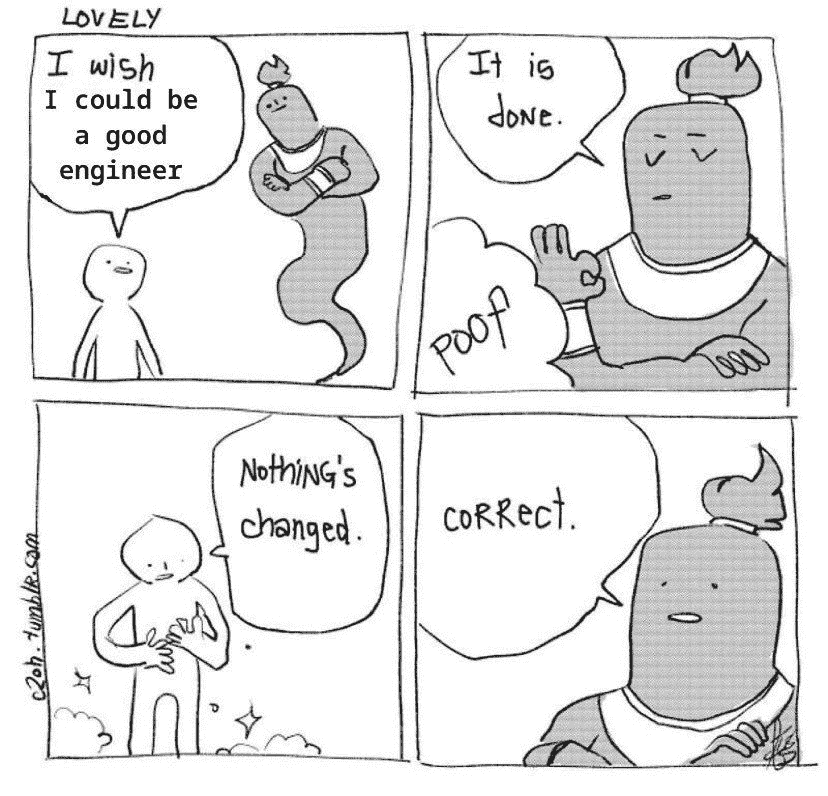 LOVELY
I wish
I could be
a good
engineer
It is
done.
POOf
NothiNG's
changed.
coRRect.
c2oh.tumblr.com